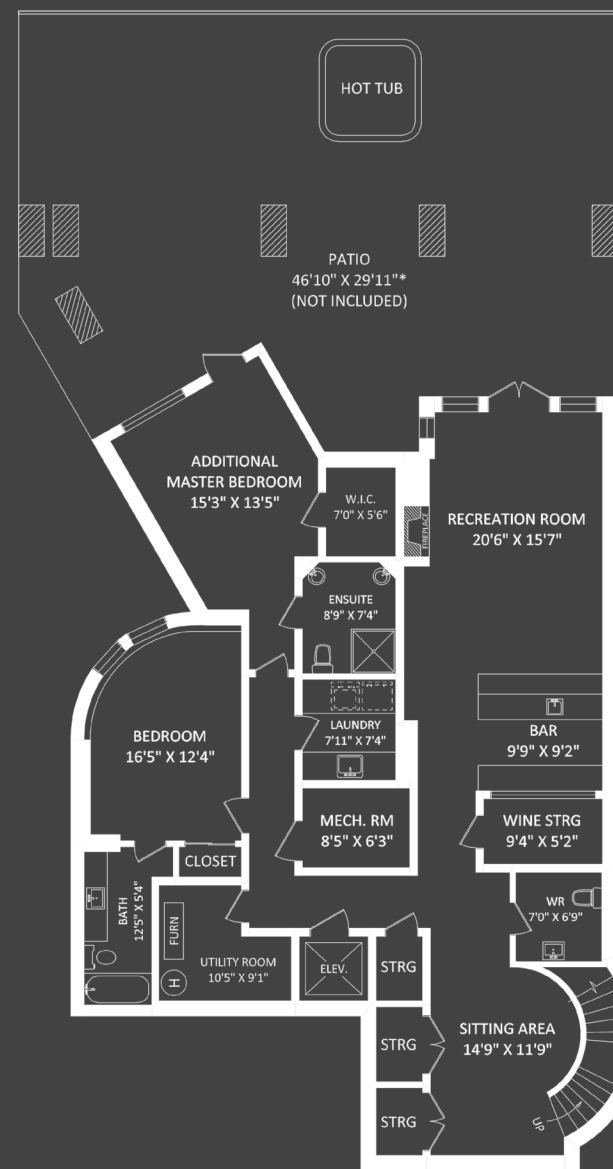 HOT TUB
PATIO
46'10" X 29'11"*
(NOT INCLUDED)
ADDITIONAL
MASTER BEDROOM
15'3" X 13'5"
W.I.C.
7'0" X 5'6"
FIREPLACE
RECREATION ROOM
20'6" X 15'7"
ENSUITE
8'9" X 7'4"
LAUNDRY
7'11" X 7'4"
BEDROOM
16'5" X 12'4"
BAR
9'9" X 9'2"
MECH. RM
8'5" X 6'3"
WINE STRG
9'4" X 5'2"
CLOSET
BATH
12'5" X 5'4"
WR
7'0" X 6'9"
FURN
UTILITY ROOM
10'5" X 9'1"
H
ELEV.
STRG
STRG
STRG
SITTING AREA
14'9" X 11'9"
UP